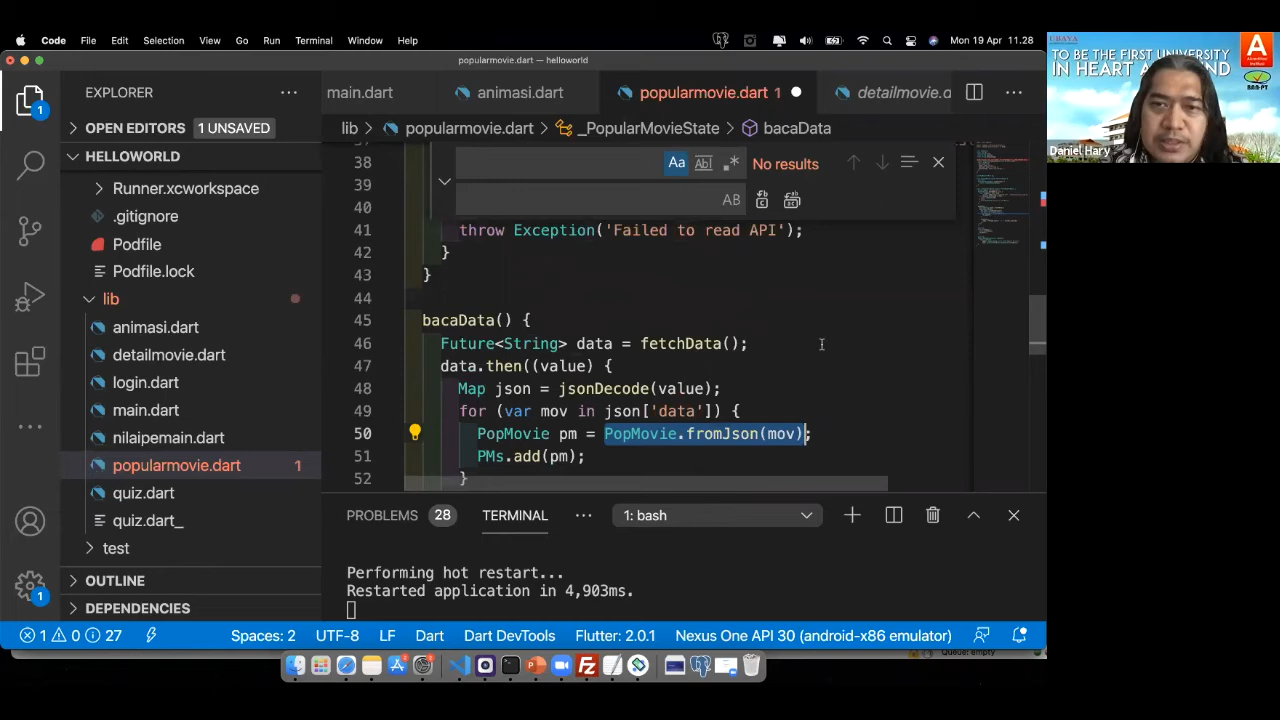 Code File Edit Selection View Go Run Terminal Window Help Mon 19 Apr 11.28
popularmovie.dart — helloworld
EXPLORER
main.dart animasi.dart popularmovie.dart 1 detailmovie.d
OPEN EDITORS 1 UNSAVED
lib > popularmovie.dart > _PopularMovieState > bacaData
HELLOWORLD
Runner.xcworkspace
.gitignore
Podfile
Podfile.lock
lib
animasi.dart
detailmovie.dart
login.dart
main.dart
nilaipemain.dart
popularmovie.dart 1
quiz.dart
quiz.dart_
test
OUTLINE
DEPENDENCIES
Aa Ab No results
AB
38
39
40
41 throw Exception('Failed to read API');
42 }
43 }
44
45 bacaData() {
46 Future<String> data = fetchData();
47 data.then((value) {
48 Map json = jsonDecode(value);
49 for (var mov in json['data']) {
50 PopMovie pm = PopMovie.fromJson(mov);
51 PMs.add(pm);
52 }
PROBLEMS 28 TERMINAL 1: bash
Performing hot restart...
Restarted application in 4,903ms.
1 0 27 Spaces: 2 UTF-8 LF Dart Dart DevTools Flutter: 2.0.1 Nexus One API 30 (android-x86 emulator)
Queue: empty
UBAYA
TO BE THE FIRST UNIVERSITY
IN HEART A ND
A
BAN-PT
Daniel Hary